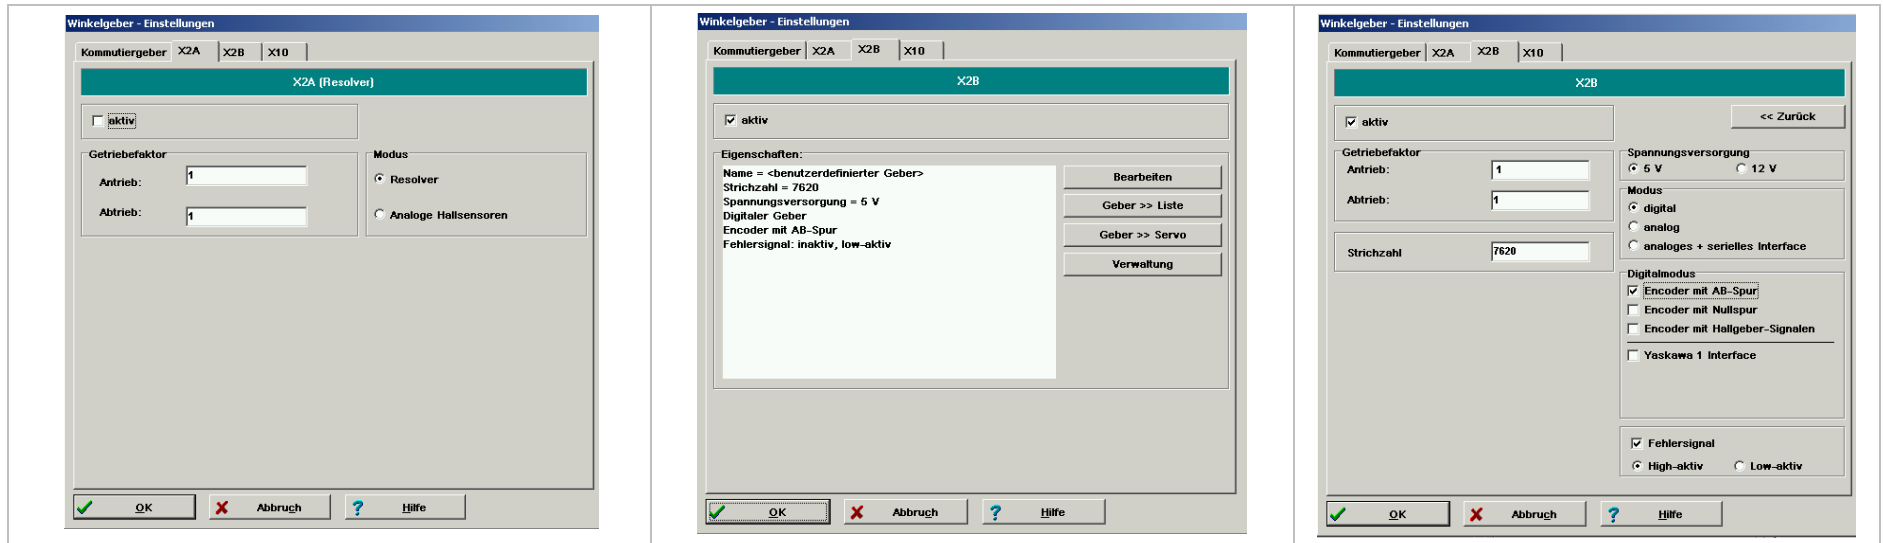 Winkelgeber - Einstellungen
Kommutiergeber X2A X2B X10
X2A (Resolver)
aktiv
Getriebefaktor
Antrieb: 1
Abtrieb: 1
Modus
Resolver
Analoge Hallsensoren
OK Abbruch Hilfe
Winkelgeber - Einstellungen
Kommutiergeber X2A X2B X10
X2B
aktiv
Eigenschaften:
Name = <benutzerdefinierter Geber>
Strichzahl = 7620
Spannungsversorgung = 5 V
Digitaler Geber
Encoder mit AB-Spur
Fehlersignal: inaktiv, low-aktiv
Bearbeiten
Geber >> Liste
Geber >> Servo
Verwaltung
OK Abbruch Hilfe
Winkelgeber - Einstellungen
Kommutiergeber X2A X2B X10
X2B
aktiv
<< Zurück
Getriebefaktor
Antrieb: 1
Abtrieb: 1
Strichzahl 7620
Spannungsversorgung
5 V 12 V
Modus
digital
analog
analoges + serielles Interface
Digitalmodus
Encoder mit AB-Spur
Encoder mit Nullspur
Encoder mit Hallgeber-Signalen
Yaskawa 1 Interface
Fehlersignal
High-aktiv Low-aktiv
OK Abbruch Hilfe